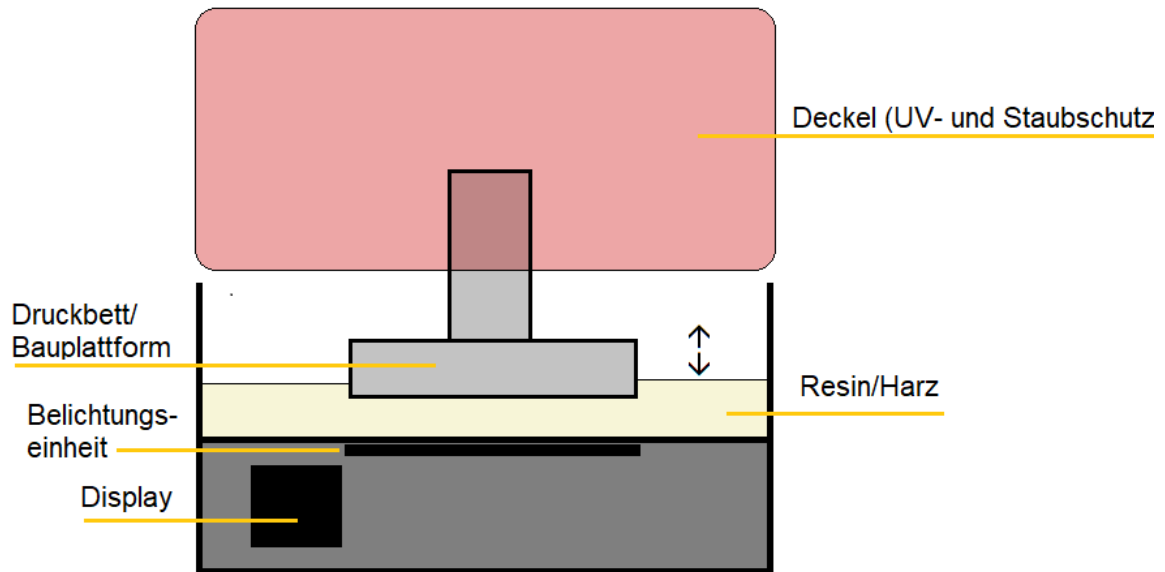 Deckel (UV- und Staubschutz
Druckbett/
Bauplattform
Resin/Harz
Belichtungs-
einheit
Display